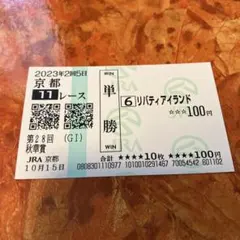 2023年2回5日
京都
11レース
第28回 (GI)
秋華賞
JRA 京都
10月15日
WIN
単勝
WIN
6 リバティアイランド
☆☆☆100円
合計 ★★★★10枚 ★★★★100円